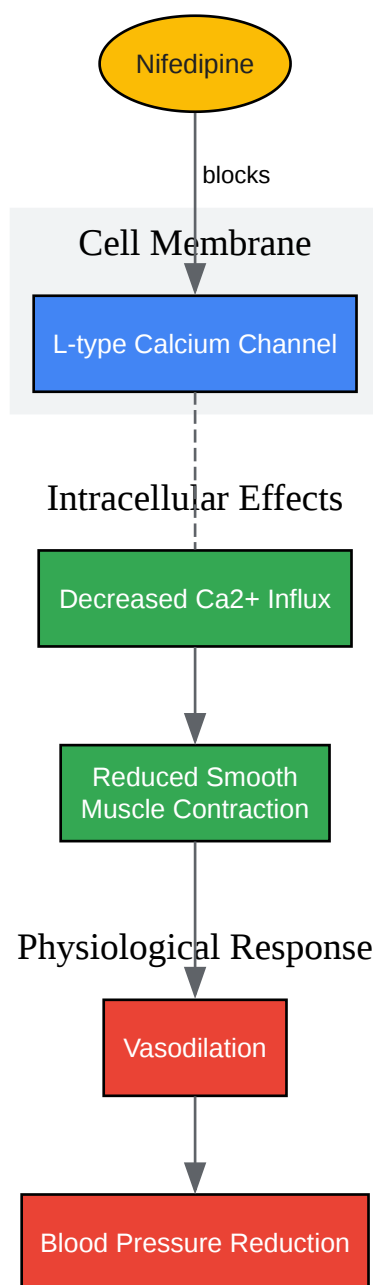 Nifedipine
blocks
Cell Membrane
L-type Calcium Channel
Intracellular Effects
Decreased Ca2+ Influx
Reduced Smooth
Muscle Contraction
Physiological Response
Vasodilation
Blood Pressure Reduction